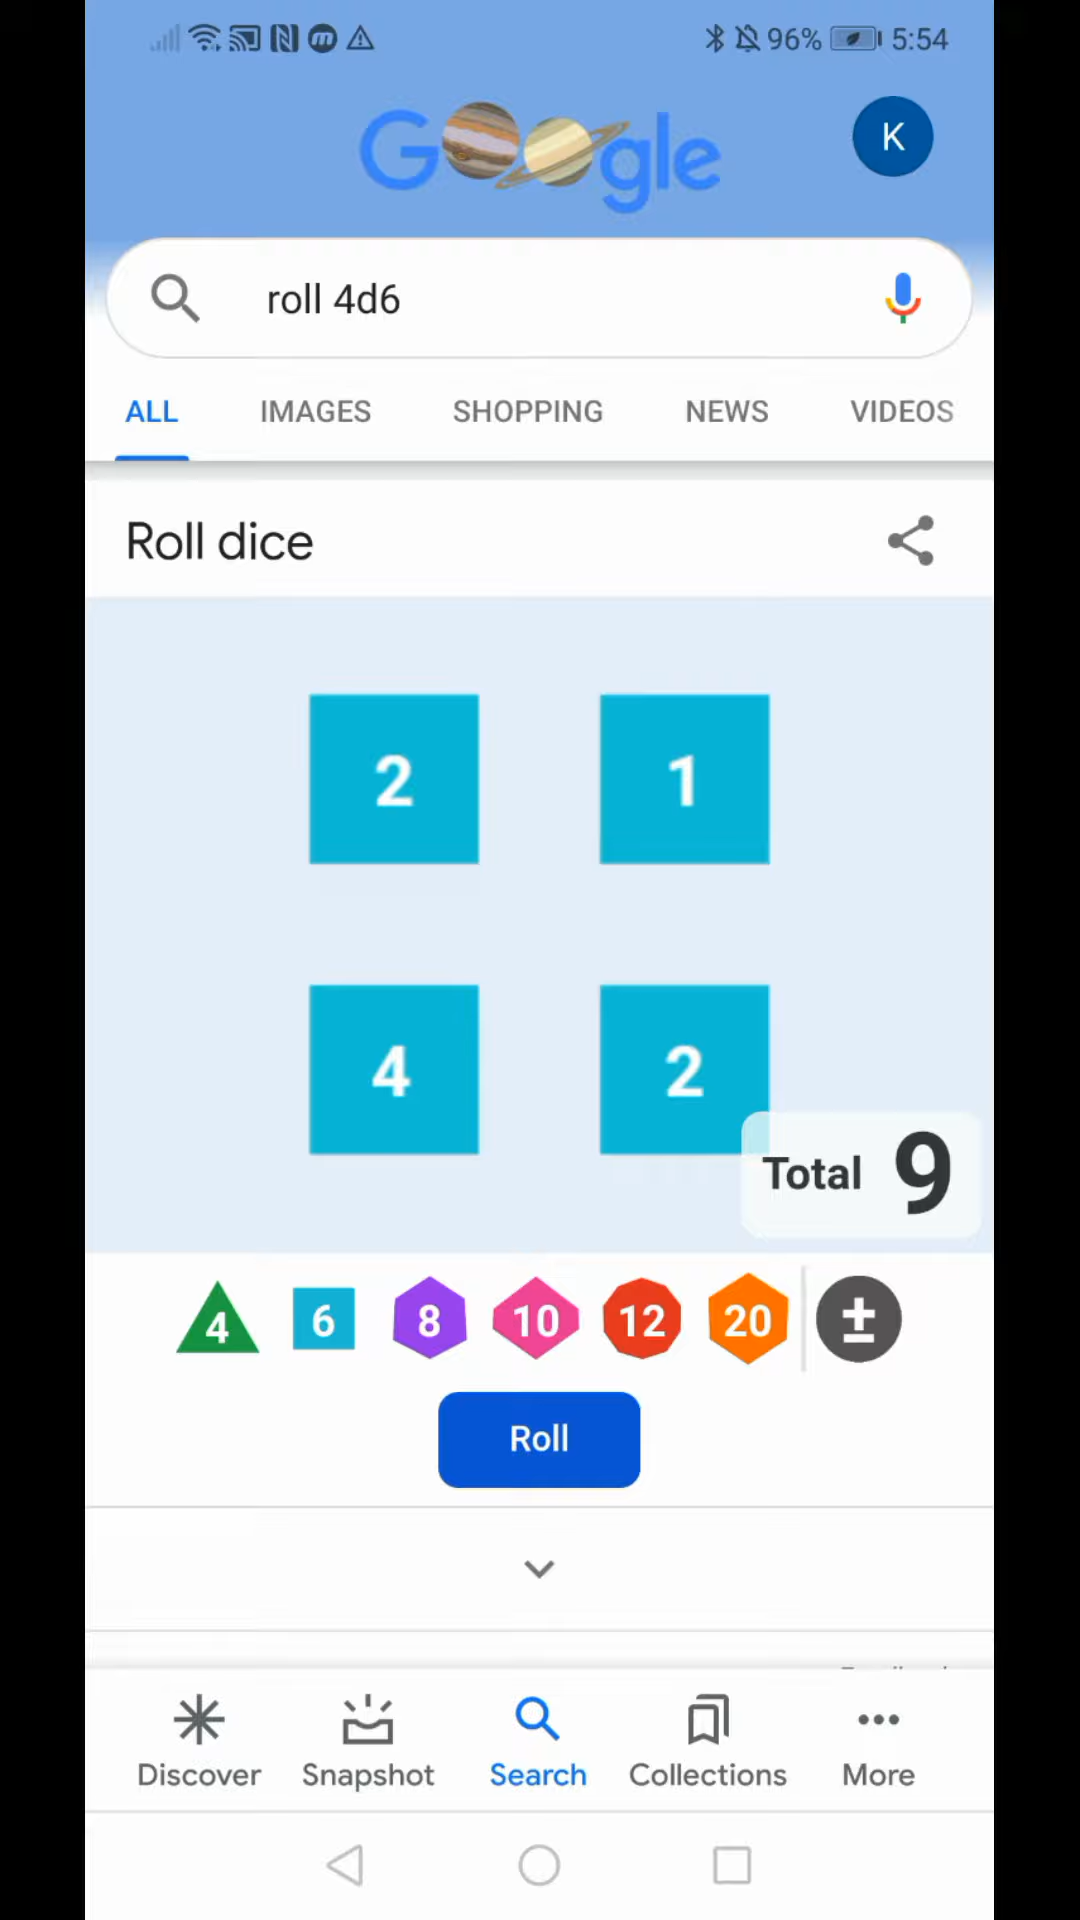 96% 5:54
Google
K
roll 4d6
ALL IMAGES SHOPPING NEWS VIDEOS
Roll dice
2 1
4 2
Total 9
4 6 8 10 12 20 ±
Roll
Discover Snapshot Search Collections More